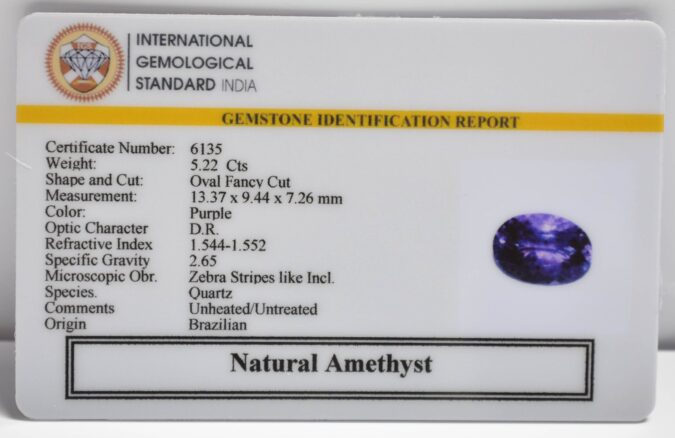 IGS
INTERNATIONAL
GEMOLOGICAL
STANDARD INDIA
GEMSTONE IDENTIFICATION REPORT
Certificate Number: 6135
Weight: 5.22 Cts
Shape and Cut: Oval Fancy Cut
Measurement: 13.37 x 9.44 x 7.26 mm
Color: Purple
Optic Character D.R.
Refractive Index 1.544-1.552
Specific Gravity 2.65
Microscopic Obr. Zebra Stripes like Incl.
Species. Quartz
Comments Unheated/Untreated
Origin Brazilian
Natural Amethyst